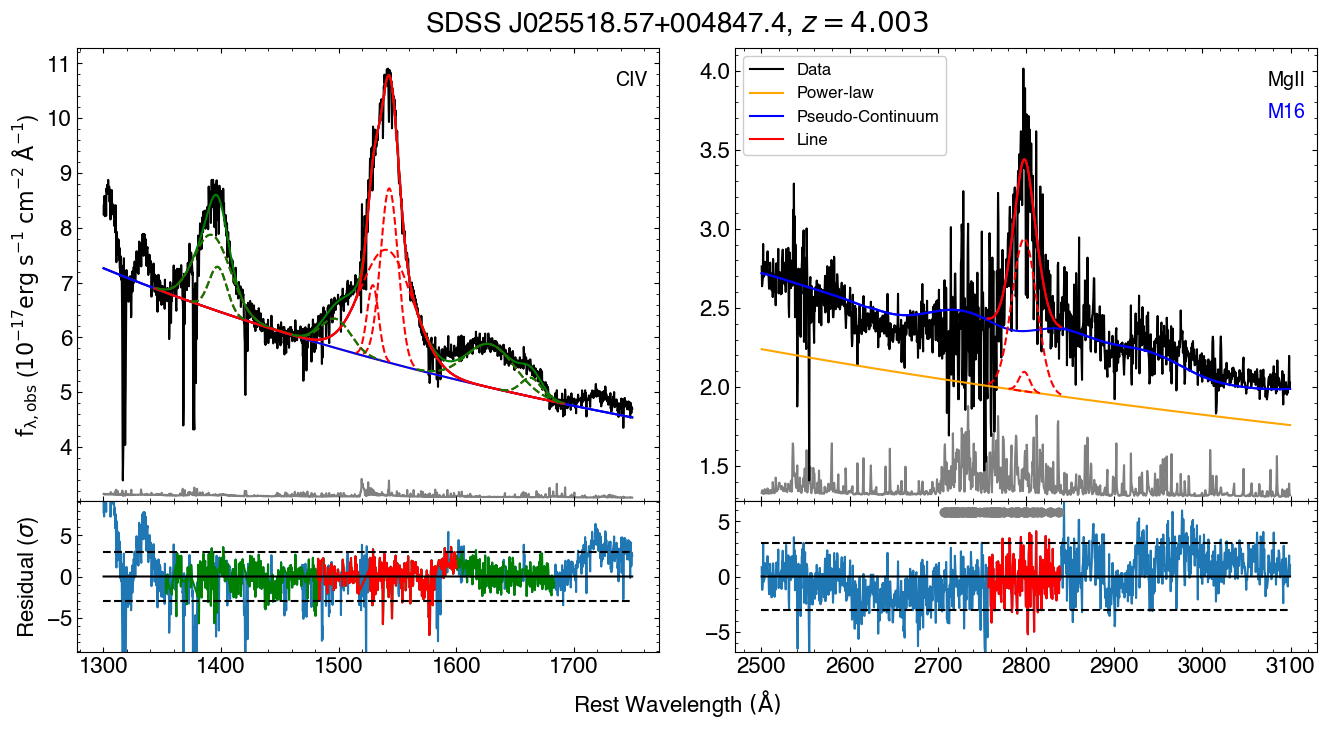 SDSS J025518.57+004847.4, z = 4.003
f_λ,obs (10⁻¹⁷erg s⁻¹ cm⁻² Å⁻¹)
11
10
9
8
7
6
5
4
CIV
4.0
3.5
3.0
2.5
2.0
1.5
Data
Power-law
Pseudo-Continuum
Line
MgII
M16
Residual (σ)
5
0
−5
5
0
−5
1300 1400 1500 1600 1700
2500 2600 2700 2800 2900 3000 3100
Rest Wavelength (Å)